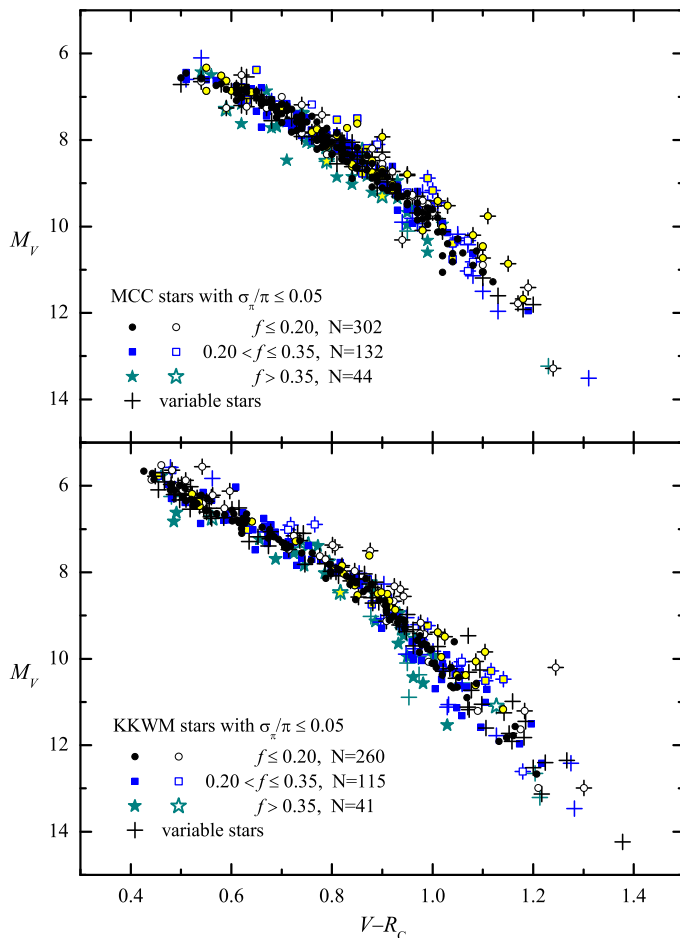 6
8
10
12
14
M_V
MCC stars with σ_π/π ≤ 0.05
f ≤ 0.20, N=302
0.20 < f ≤ 0.35, N=132
f > 0.35, N=44
variable stars
6
8
10
12
14
M_V
KKWM stars with σ_π/π ≤ 0.05
f ≤ 0.20, N=260
0.20 < f ≤ 0.35, N=115
f > 0.35, N=41
variable stars
0.4 0.6 0.8 1.0 1.2 1.4
V−R_C